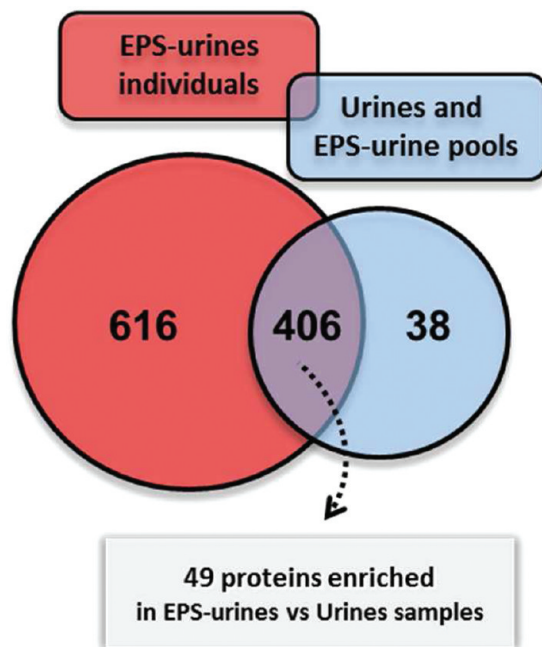 EPS-urines
individuals
Urines and
EPS-urine pools
616
406
38
49 proteins enriched
in EPS-urines vs Urines samples